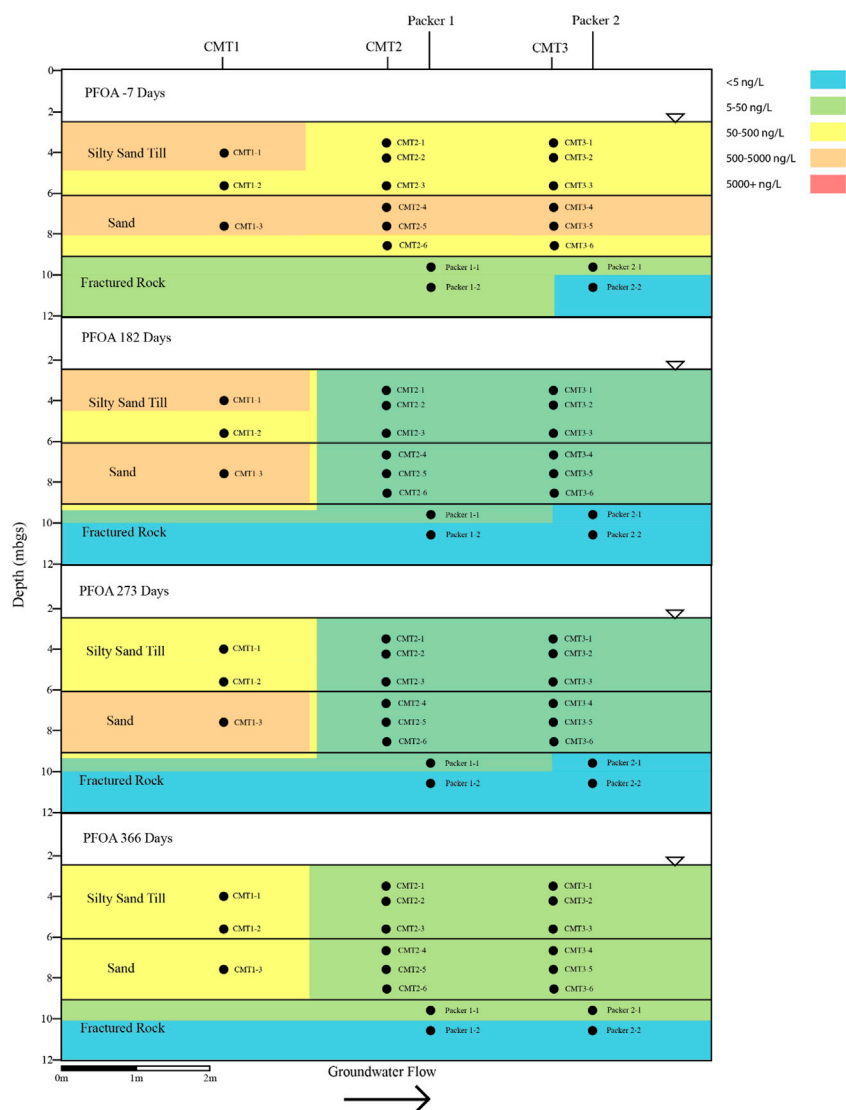 Packer 1 Packer 2
CMT1 CMT2 CMT3
0
PFOA -7 Days
2
Silty Sand Till
4
6
Sand
8
10
Fractured Rock
12
CMT1-1
CMT1-2
CMT1-3
CMT2-1
CMT2-2
CMT2-3
CMT2-4
CMT2-5
CMT2-6
CMT3-1
CMT3-2
CMT3-3
CMT3-4
CMT3-5
CMT3-6
Packer 1-1
Packer 1-2
Packer 2-1
Packer 2-2
<5 ng/L
5-50 ng/L
50-500 ng/L
500-5000 ng/L
5000+ ng/L
PFOA 182 Days
2
Silty Sand Till
4
6
Sand
8
10
Fractured Rock
12
CMT1-1
CMT1-2
CMT1-3
CMT2-1
CMT2-2
CMT2-3
CMT2-4
CMT2-5
CMT2-6
CMT3-1
CMT3-2
CMT3-3
CMT3-4
CMT3-5
CMT3-6
Packer 1-1
Packer 1-2
Packer 2-1
Packer 2-2
Depth (mbgs)
PFOA 273 Days
2
Silty Sand Till
4
6
Sand
8
10
Fractured Rock
12
CMT1-1
CMT1-2
CMT1-3
CMT2-1
CMT2-2
CMT2-3
CMT2-4
CMT2-5
CMT2-6
CMT3-1
CMT3-2
CMT3-3
CMT3-4
CMT3-5
CMT3-6
Packer 1-1
Packer 1-2
Packer 2-1
Packer 2-2
PFOA 366 Days
2
Silty Sand Till
4
6
Sand
8
10
Fractured Rock
12
CMT1-1
CMT1-2
CMT1-3
CMT2-1
CMT2-2
CMT2-3
CMT2-4
CMT2-5
CMT2-6
CMT3-1
CMT3-2
CMT3-3
CMT3-4
CMT3-5
CMT3-6
Packer 1-1
Packer 1-2
Packer 2-1
Packer 2-2
0m 1m 2m
Groundwater Flow